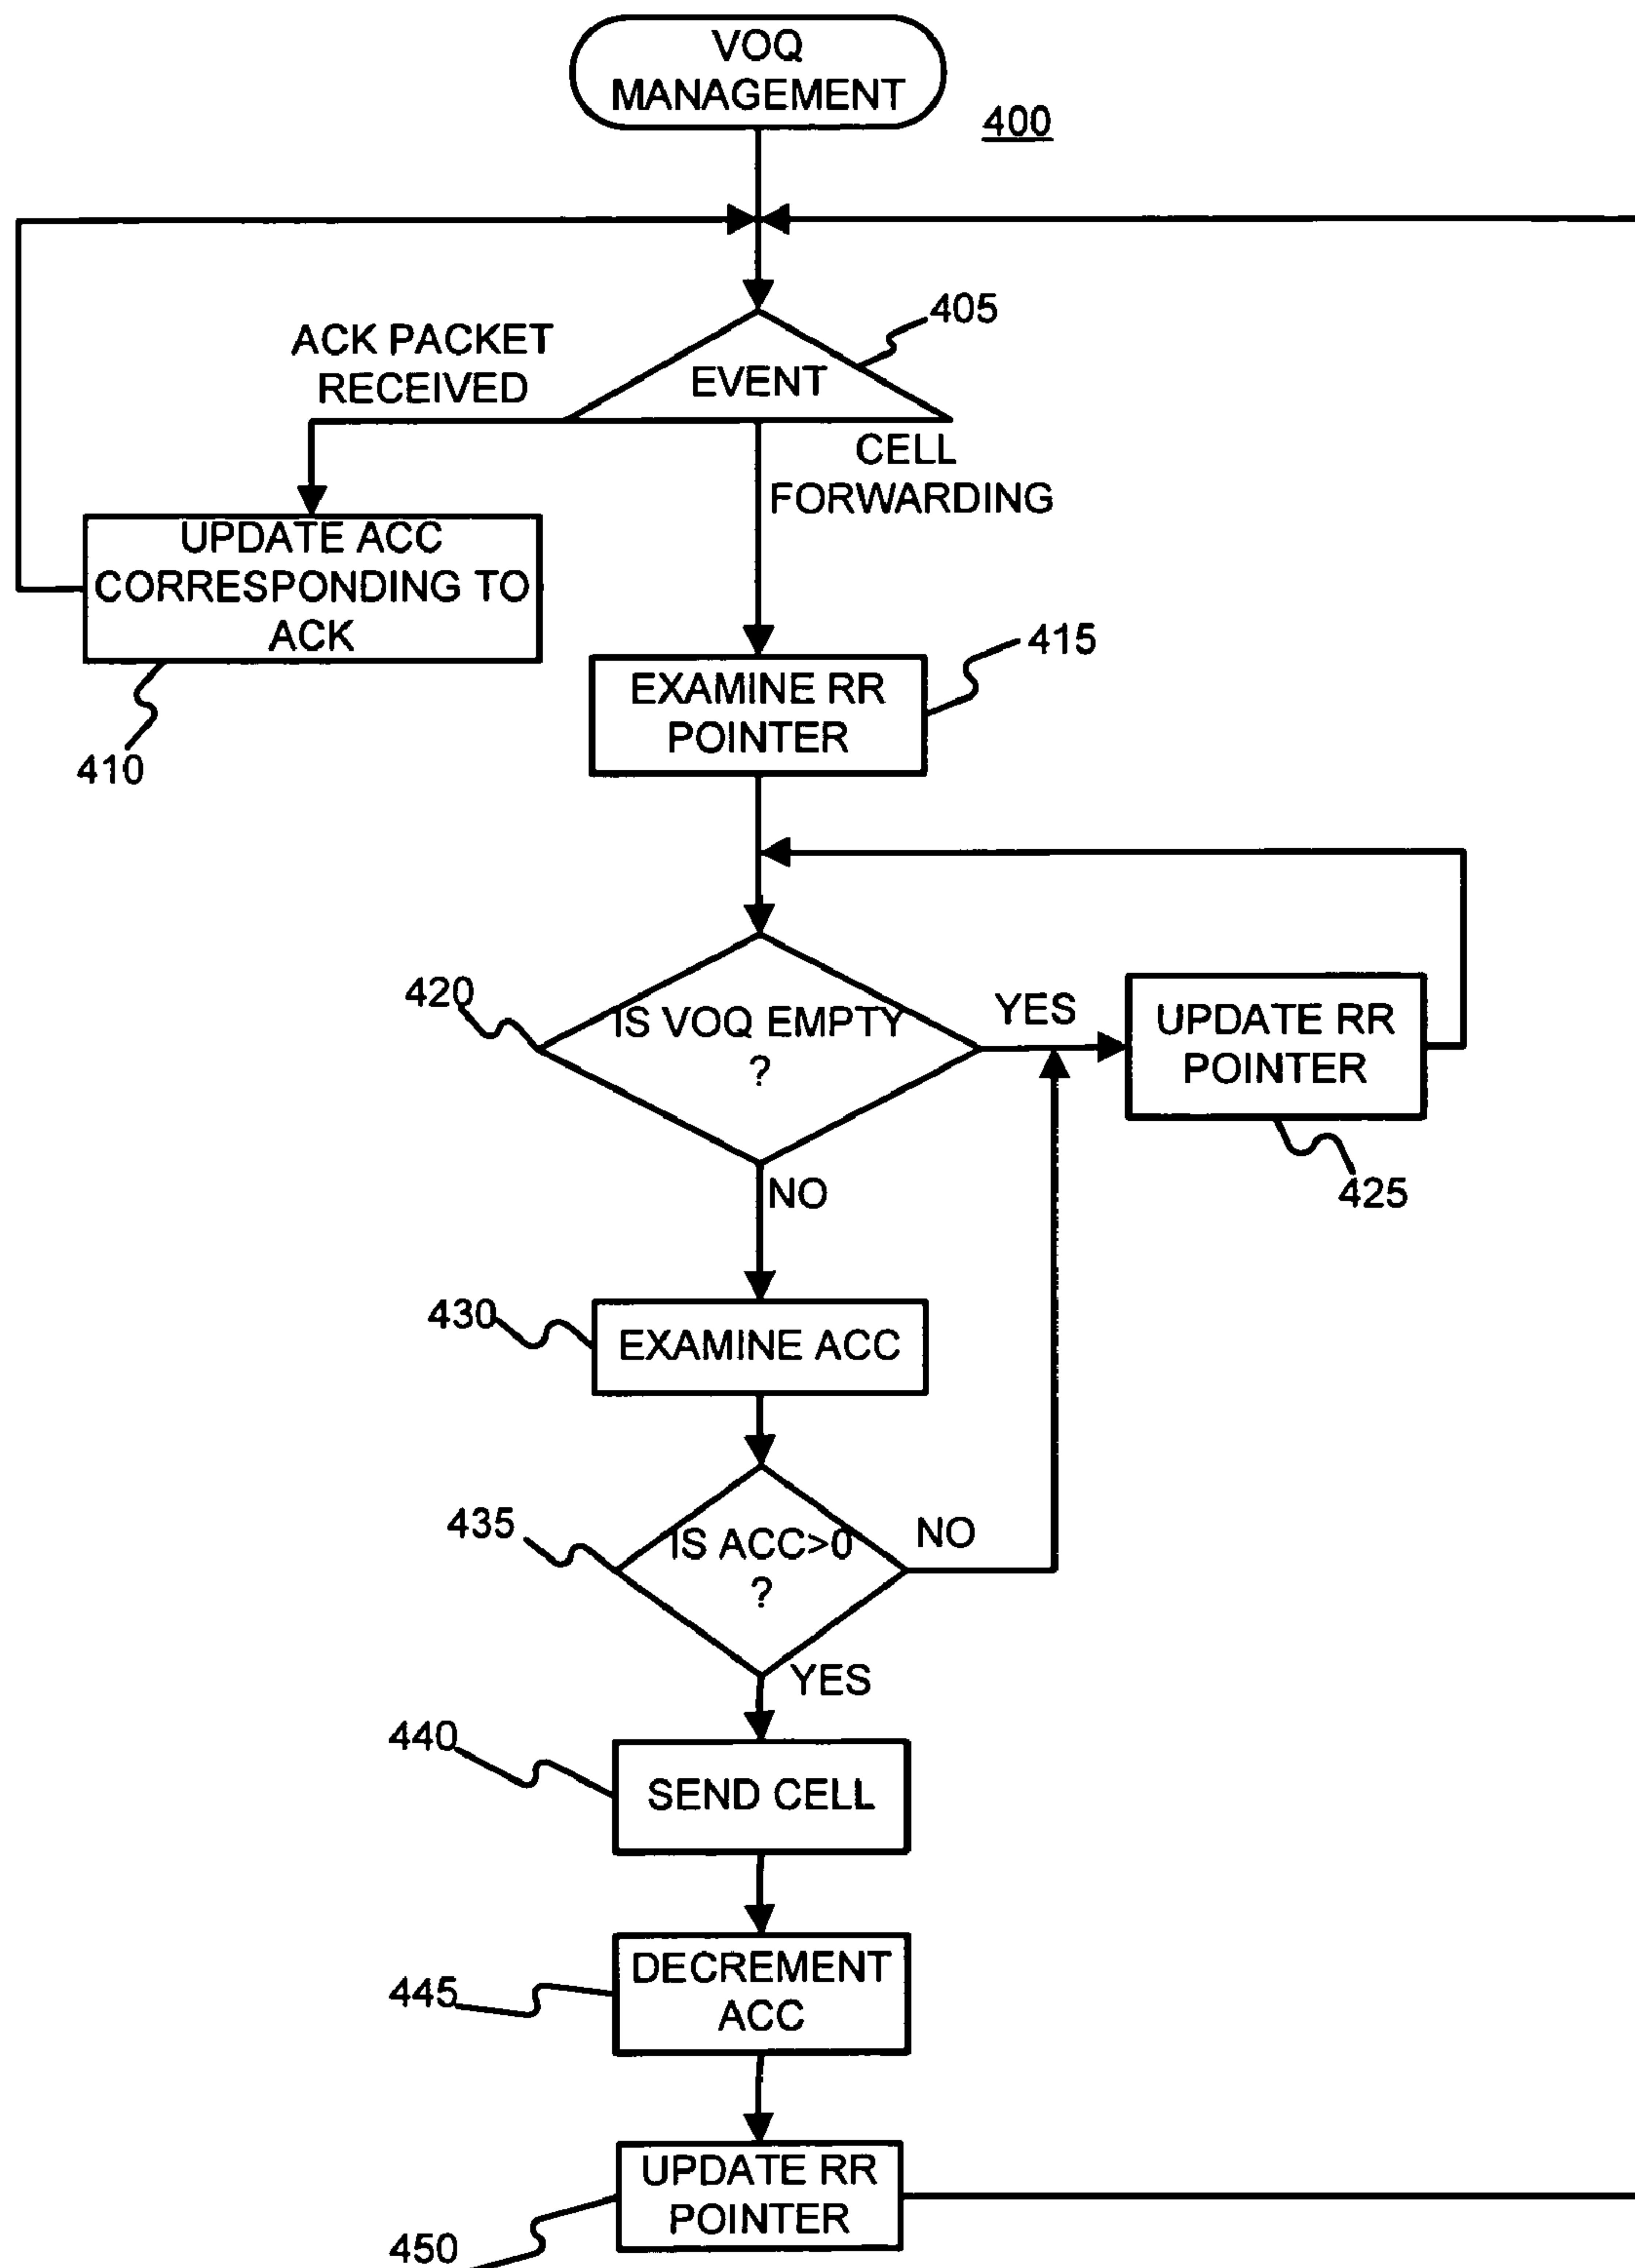 VOQ
MANAGEMENT
400
405
ACK PACKET
RECEIVED
EVENT
CELL
FORWARDING
UPDATE ACC
CORRESPONDING TO
ACK
410
415
EXAMINE RR
POINTER
420
IS VOQ EMPTY
?
YES
UPDATE RR
POINTER
425
NO
430
EXAMINE ACC
435
IS ACC>0
?
NO
YES
440
SEND CELL
445
DECREMENT
ACC
UPDATE RR
POINTER
450